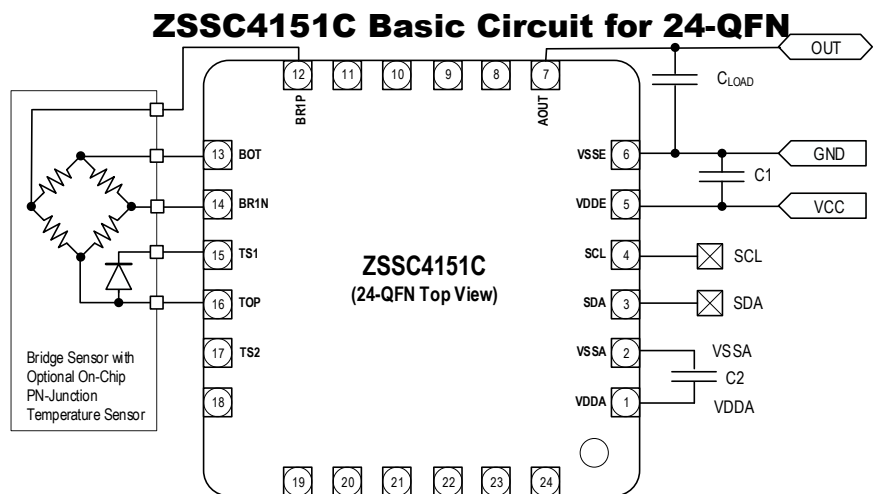 ZSSC4151C Basic Circuit for 24-QFN
OUT
12
11
10
9
8
7
BR1P
AOUT
C_LOAD
13 BOT
VSSE 6
GND
C1
14 BR1N
VDDE 5
VCC
15 TS1
ZSSC4151C
(24-QFN Top View)
SCL 4
SCL
16 TOP
SDA 3
SDA
17 TS2
VSSA 2
VSSA
C2
18
VDDA 1
VDDA
Bridge Sensor with
Optional On-Chip
PN-Junction
Temperature Sensor
19
20
21
22
23
24